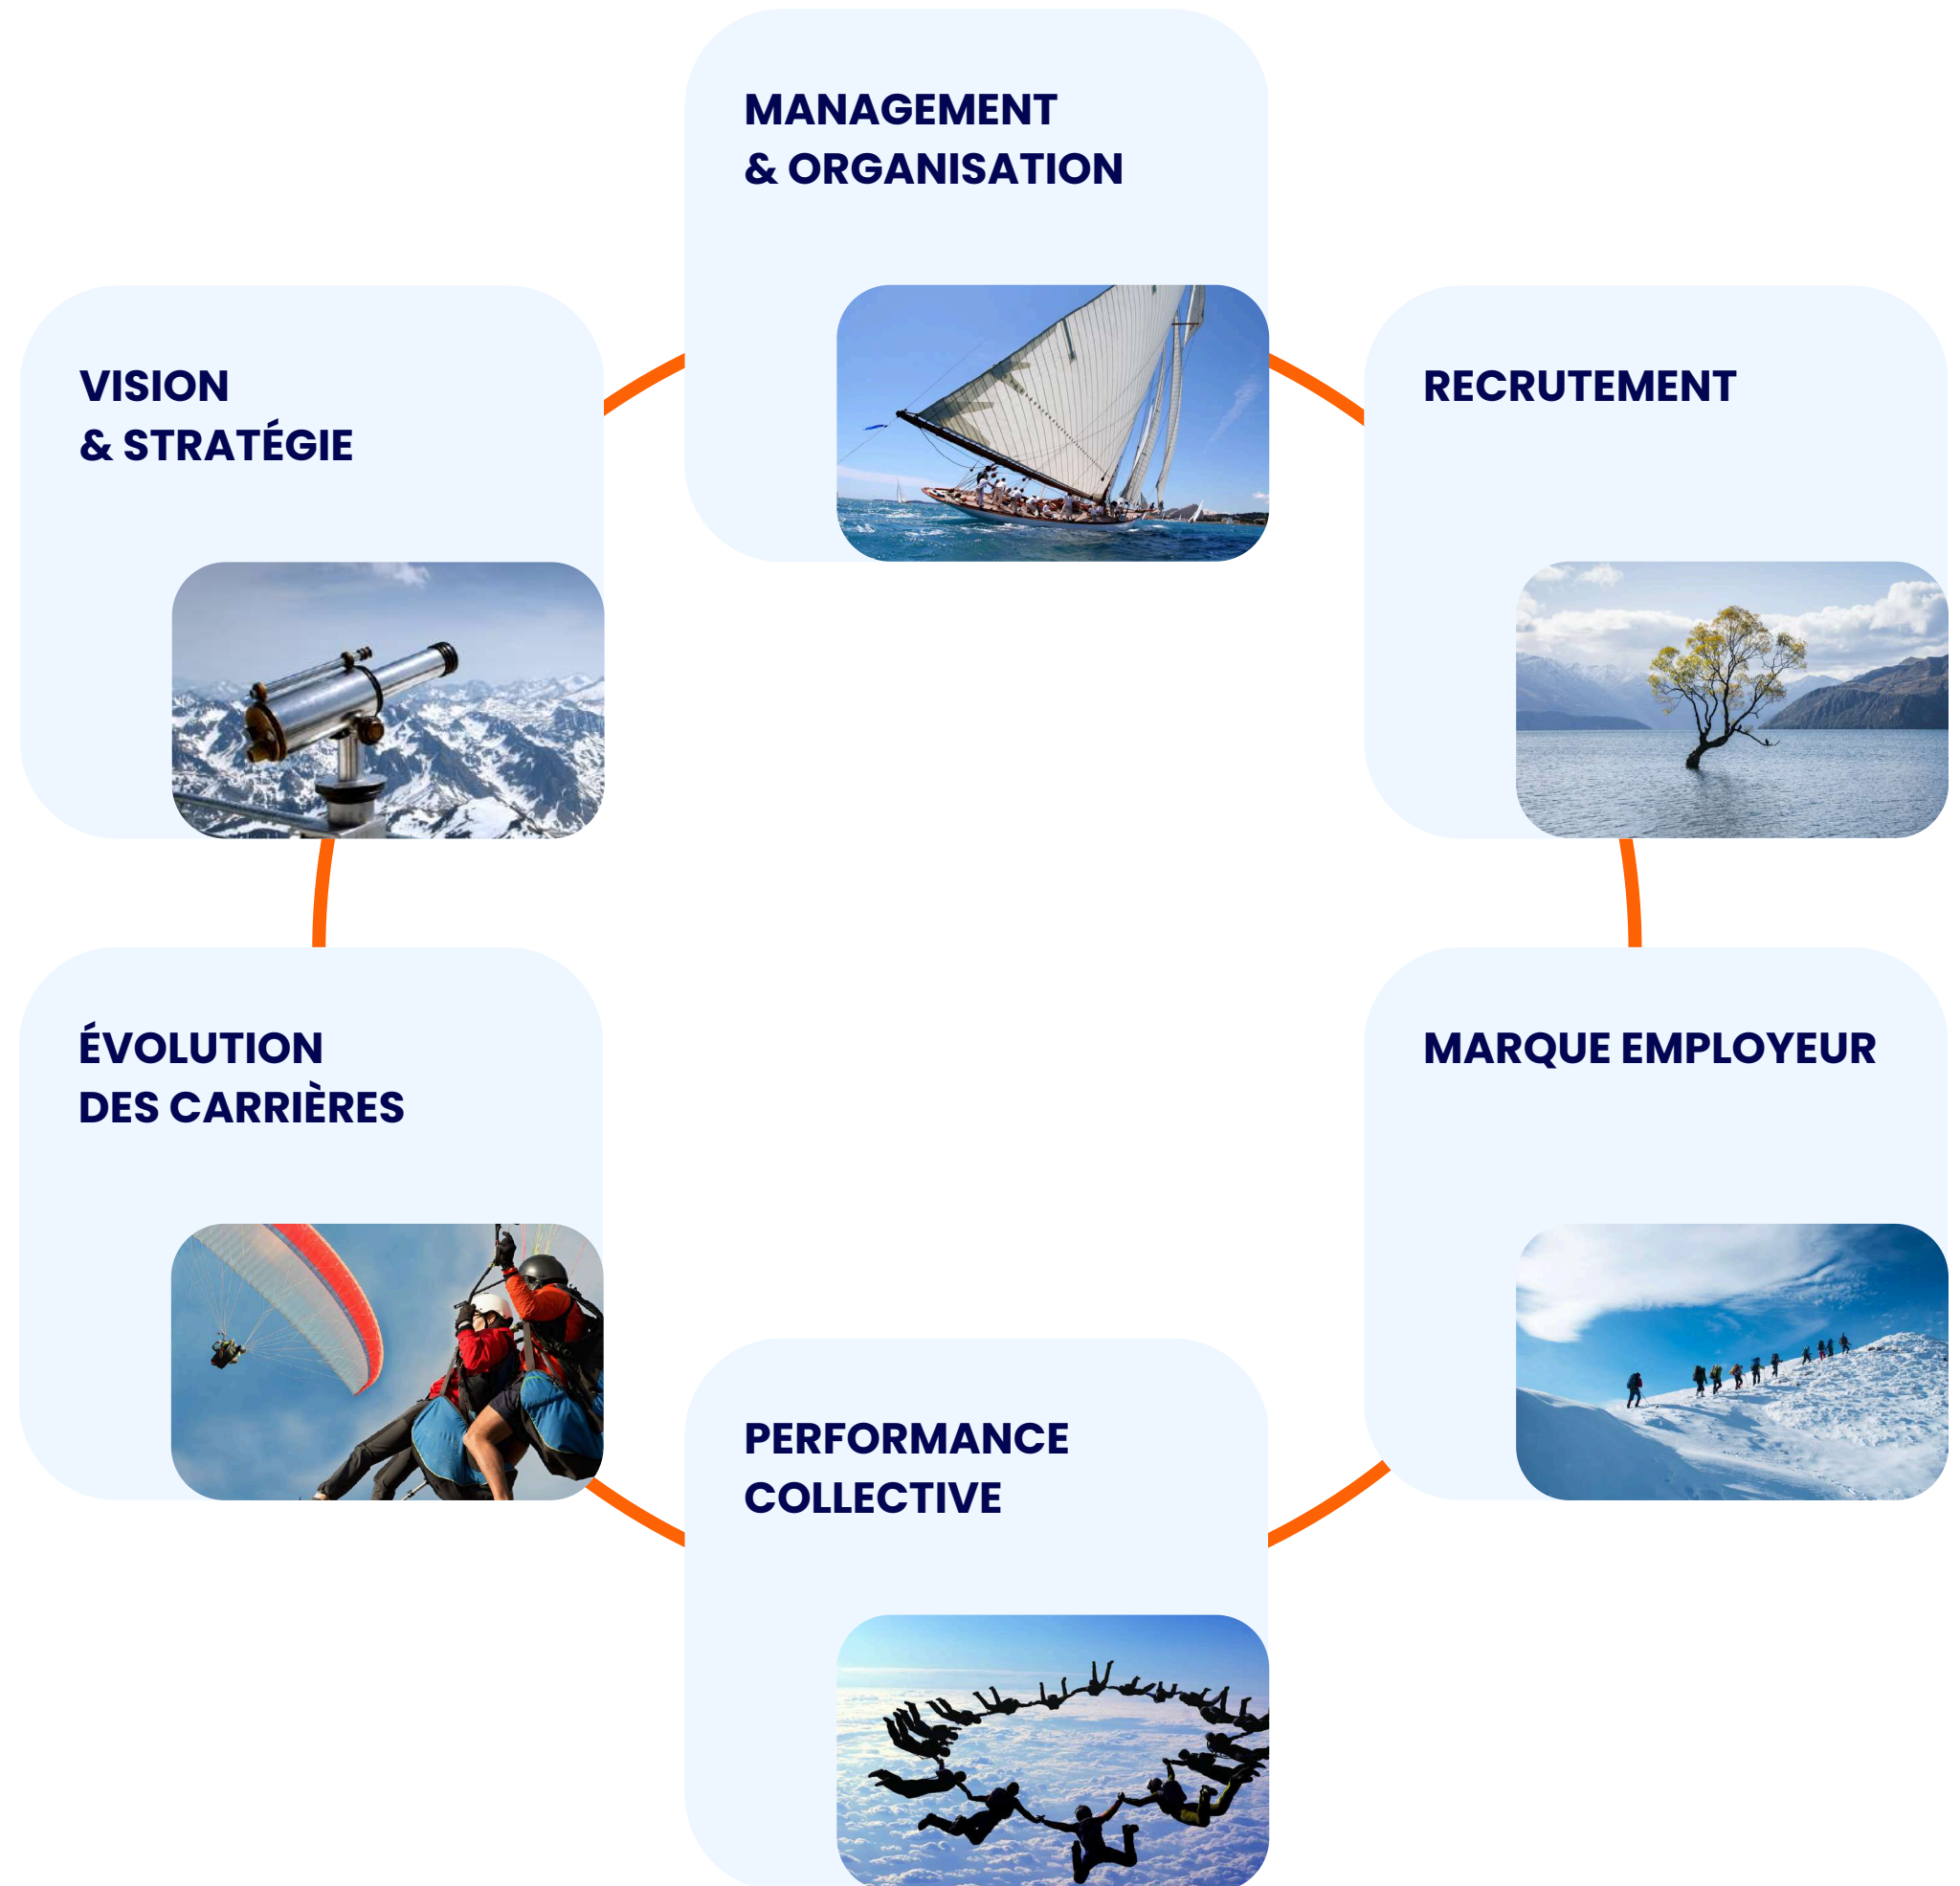 MANAGEMENT
& ORGANISATION
VISION
& STRATÉGIE
RECRUTEMENT
ÉVOLUTION
DES CARRIÈRES
MARQUE EMPLOYEUR
PERFORMANCE
COLLECTIVE